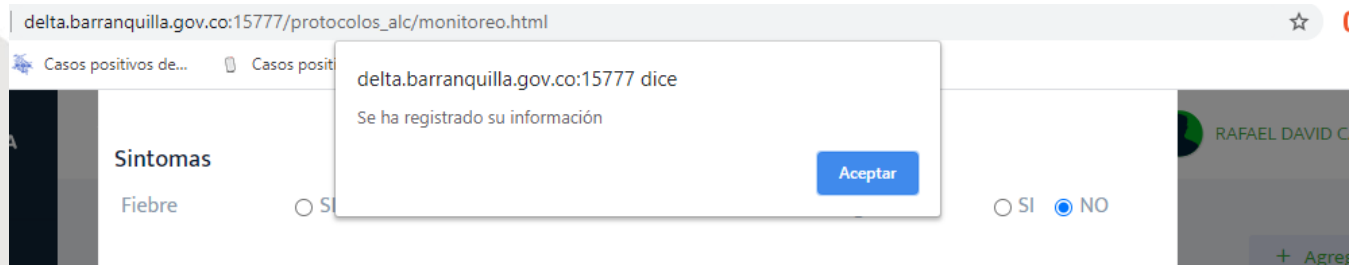 delta.barranquilla.gov.co:15777/protocolos_alc/monitoreo.html
Casos positivos de... Casos positi
delta.barranquilla.gov.co:15777 dice
Se ha registrado su información
A
RAFAEL DAVID C
Sintomas
Aceptar
Fiebre SI SI NO
+ Agreg